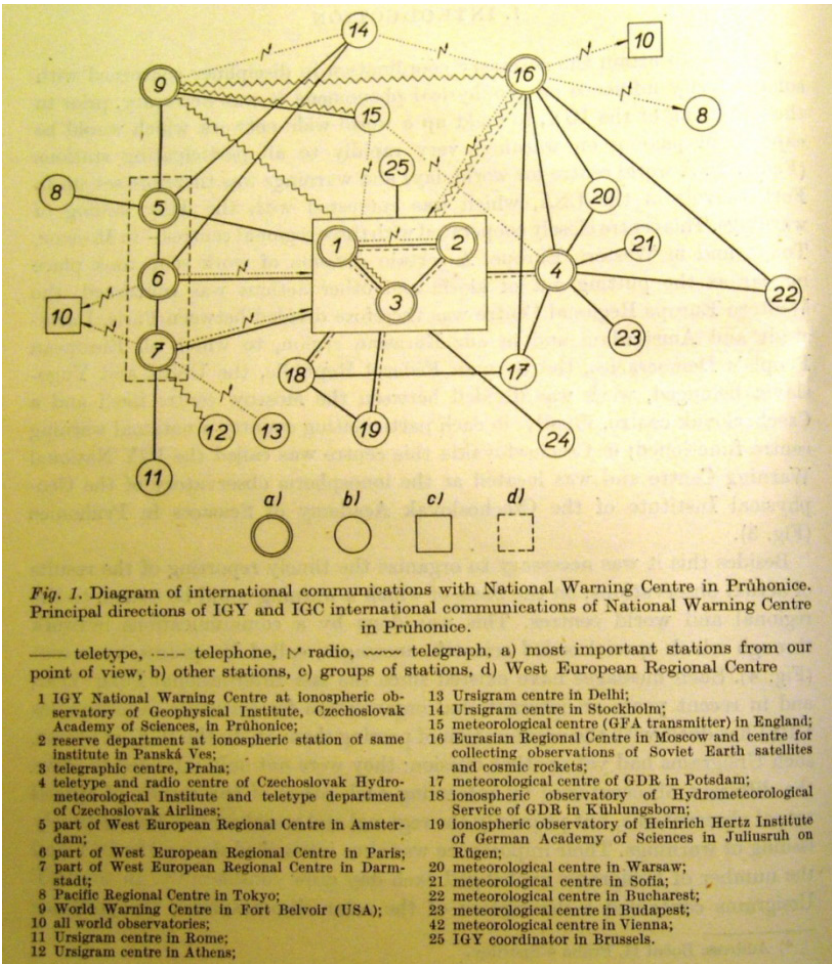 14
10
9
16
15
8
25
8
5
20
1
2
21
6
4
3
22
10
7
23
18
17
12
13
19
24
11
a)
b)
c)
d)
Fig. 1. Diagram of international communications with National Warning Centre in Průhonice.
Principal directions of IGY and IGC international communications of National Warning Centre
in Průhonice.
—— teletype, ---- telephone, radio, telegraph, a) most important stations from our
point of view, b) other stations, c) groups of stations, d) West European Regional Centre
1 IGY National Warning Centre at ionospheric ob-
servatory of Geophysical Institute, Czechoslovak
Academy of Sciences, in Průhonice;
2 reserve department at ionospheric station of same
institute in Panská Ves;
3 telegraphic centre, Praha;
4 teletype and radio centre of Czechoslovak Hydro-
meteorological Institute and teletype department
of Czechoslovak Airlines;
5 part of West European Regional Centre in Amster-
dam;
6 part of West European Regional Centre in Paris;
7 part of West European Regional Centre in Darm-
stadt;
8 Pacific Regional Centre in Tokyo;
9 World Warning Centre in Fort Belvoir (USA);
10 all world observatories;
11 Ursigram centre in Rome;
12 Ursigram centre in Athens;
13 Ursigram centre in Delhi;
14 Ursigram centre in Stockholm;
15 meteorological centre (GFA transmitter) in England;
16 Eurasian Regional Centre in Moscow and centre for
collecting observations of Soviet Earth satellites
and cosmic rockets;
17 meteorological centre of GDR in Potsdam;
18 ionospheric observatory of Hydrometeorological
Service of GDR in Kühlungsborn;
19 ionospheric observatory of Heinrich Hertz Institute
of German Academy of Sciences in Juliusruh on
Rügen;
20 meteorological centre in Warsaw;
21 meteorological centre in Sofia;
22 meteorological centre in Bucharest;
23 meteorological centre in Budapest;
42 meteorological centre in Vienna;
25 IGY coordinator in Brussels.